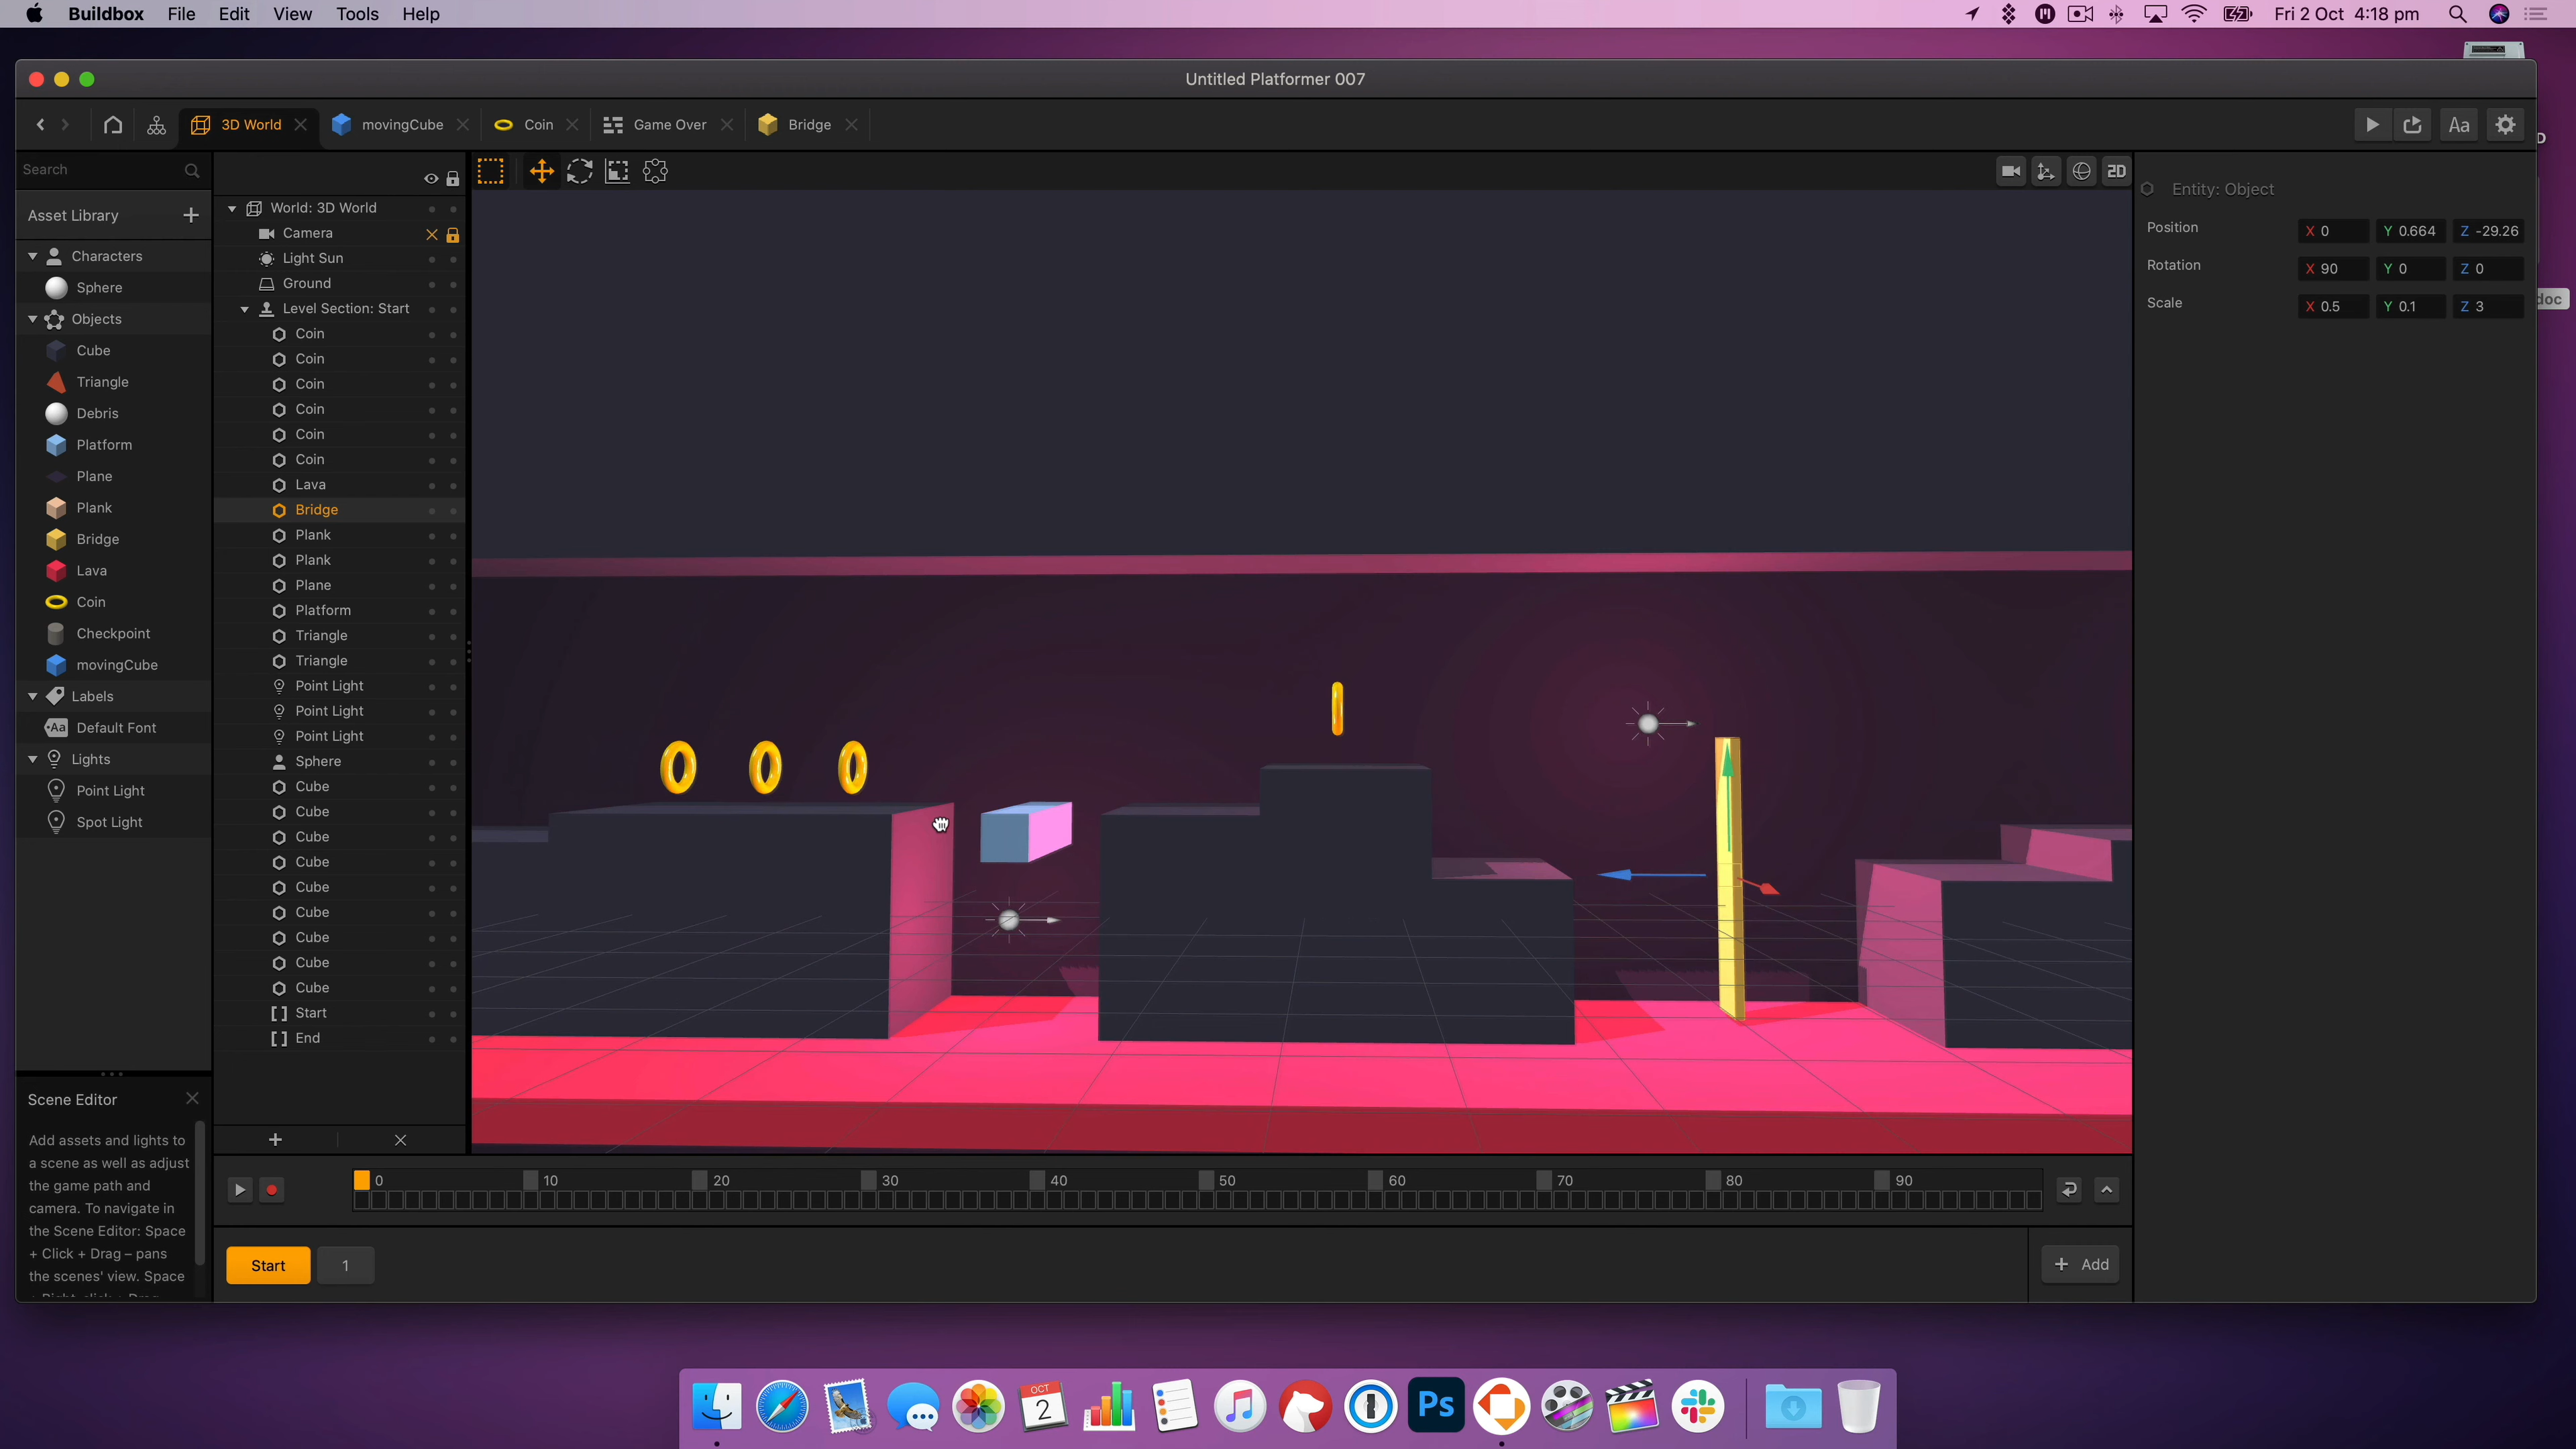 Buildbox File Edit View Tools Help
Fri 2 Oct 4:18 pm
Untitled Platformer 007
3D World
movingCube
Coin
Game Over
Bridge
Aa
Search
Asset Library
Characters
Sphere
Objects
Cube
Triangle
Debris
Platform
Plane
Plank
Bridge
Lava
Coin
Checkpoint
movingCube
Labels
Aa Default Font
Lights
Point Light
Spot Light
Scene Editor
Add assets and lights to
a scene as well as adjust
the game path and
camera. To navigate in
the Scene Editor: Space
+ Click + Drag – pans
the scenes' view. Space
World: 3D World
Camera
Light Sun
Ground
Level Section: Start
Coin
Coin
Coin
Coin
Coin
Coin
Lava
Bridge
Plank
Plank
Plane
Platform
Triangle
Triangle
Point Light
Point Light
Point Light
Sphere
Cube
Cube
Cube
Cube
Cube
Cube
Cube
Cube
Cube
Start
End
2D
Entity: Object
Position X 0 Y 0.664 Z -29.26
Rotation X 90 Y 0 Z 0
Scale X 0.5 Y 0.1 Z 3
doc
0 10 20 30 40 50 60 70 80 90
Start 1
+ Add
OCT
2
Ps